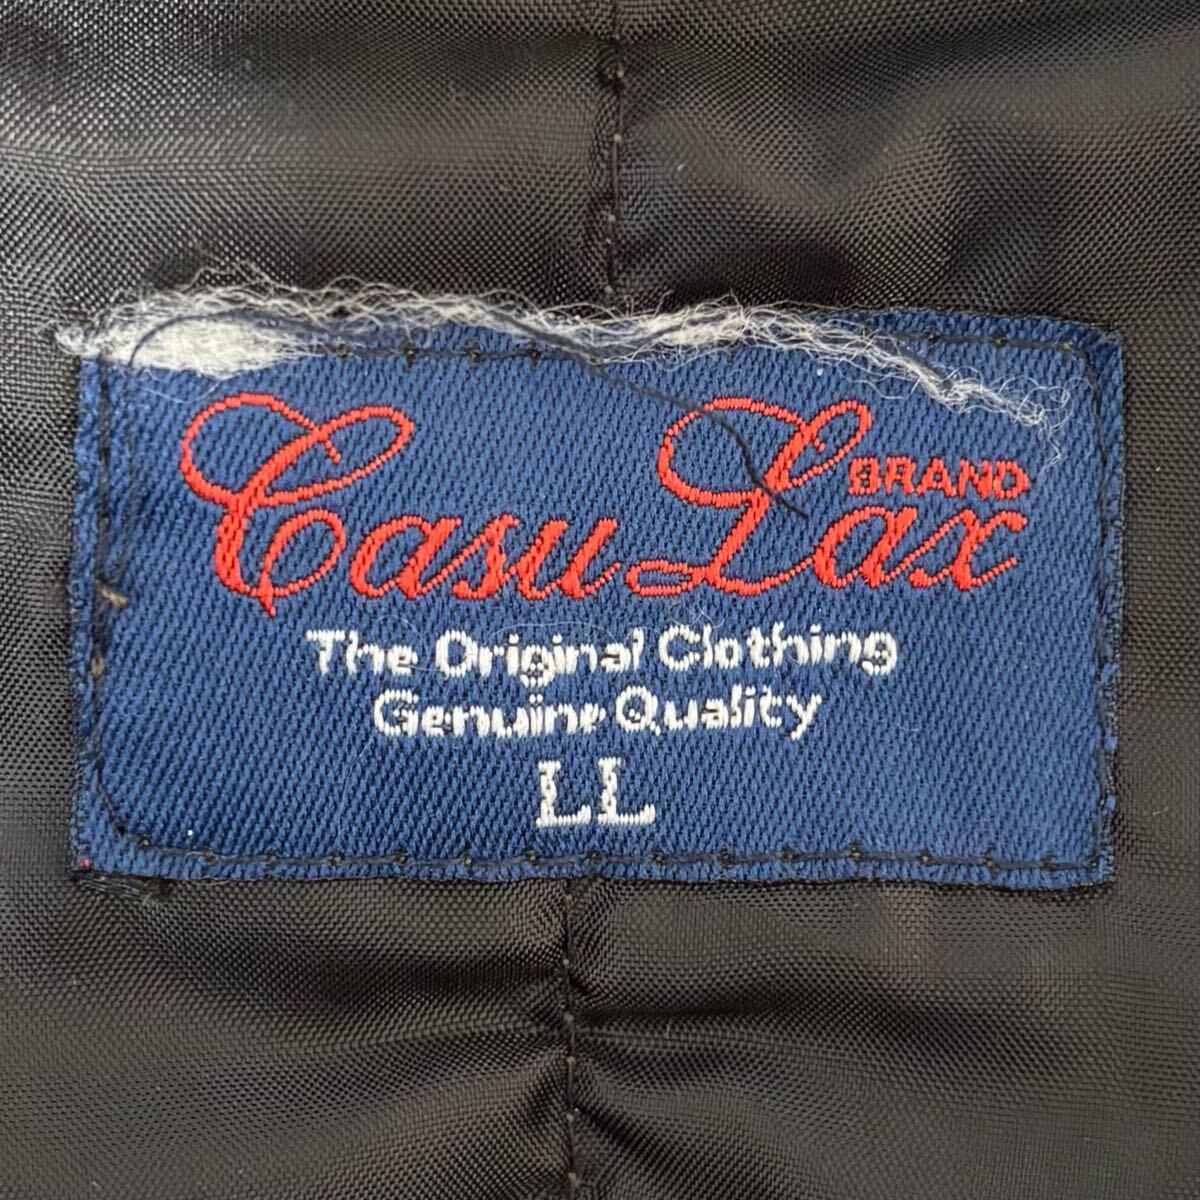 Casu Lax BRAND
The Original Clothing
Genuine Quality
LL